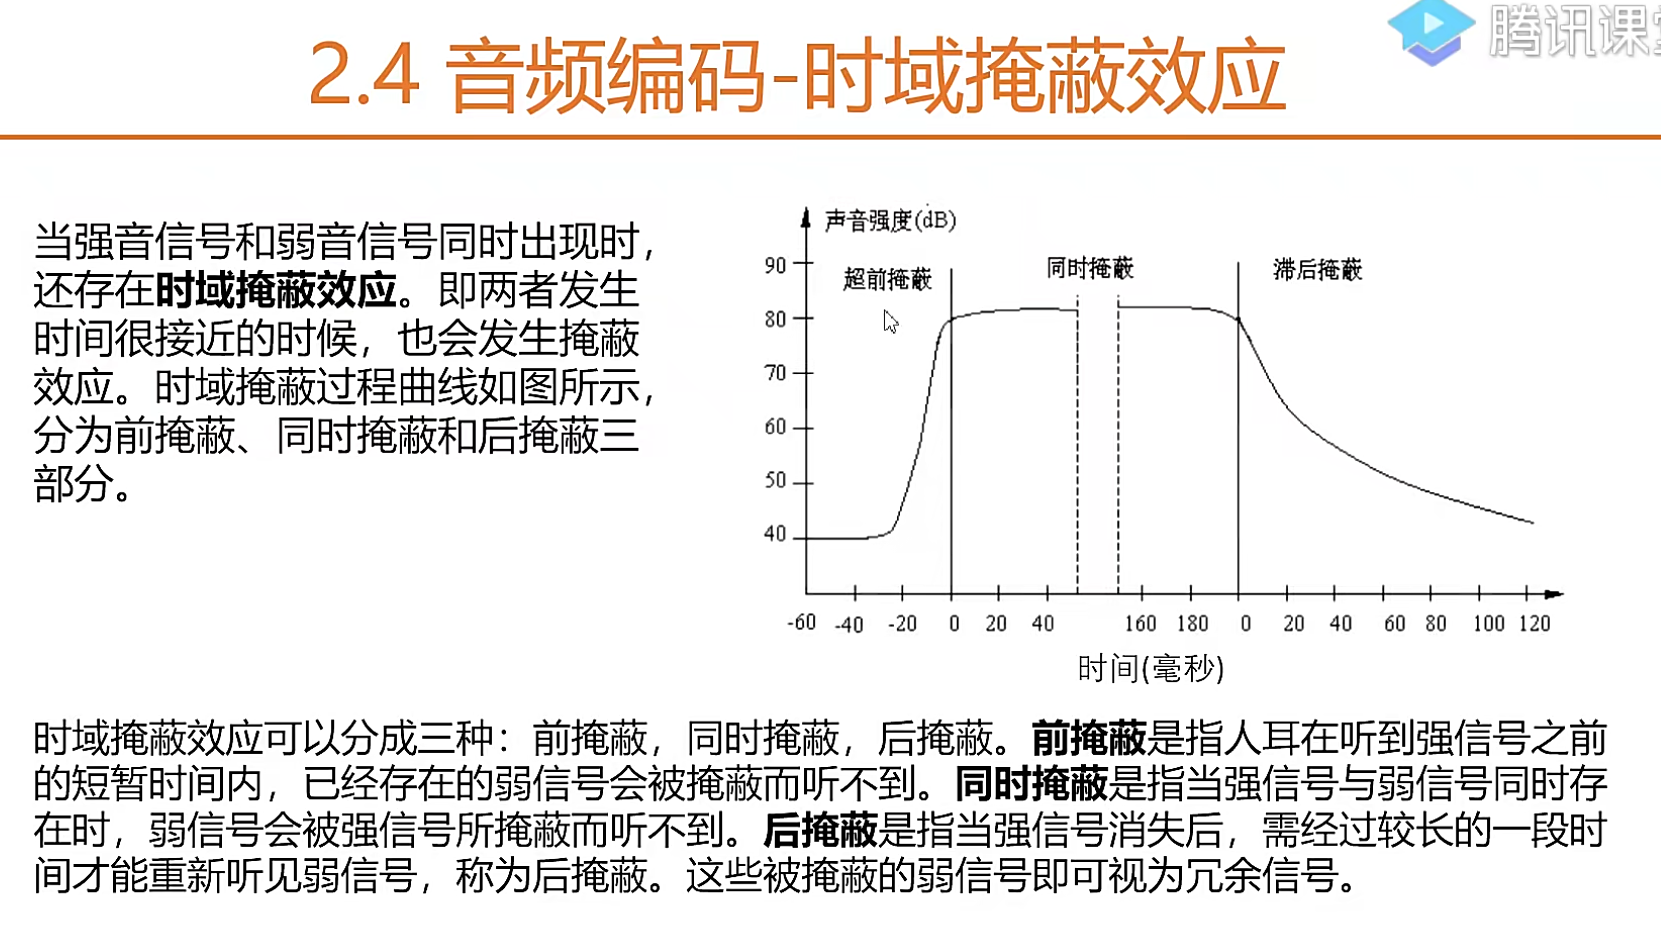 腾讯课堂
2.4 音频编码-时域掩蔽效应
当强音信号和弱音信号同时出现时，
还存在时域掩蔽效应。即两者发生
时间很接近的时候，也会发生掩蔽
效应。时域掩蔽过程曲线如图所示，
分为前掩蔽、同时掩蔽和后掩蔽三
部分。
声音强度(dB)
超前掩蔽
同时掩蔽
滞后掩蔽
90
80
70
60
50
40
-60 -40 -20 0 20 40 160 180 0 20 40 60 80 100 120
时间(毫秒)
时域掩蔽效应可以分成三种：前掩蔽，同时掩蔽，后掩蔽。前掩蔽是指人耳在听到强信号之前
的短暂时间内，已经存在的弱信号会被掩蔽而听不到。同时掩蔽是指当强信号与弱信号同时存
在时，弱信号会被强信号所掩蔽而听不到。后掩蔽是指当强信号消失后，需经过较长的一段时
间才能重新听见弱信号，称为后掩蔽。这些被掩蔽的弱信号即可视为冗余信号。